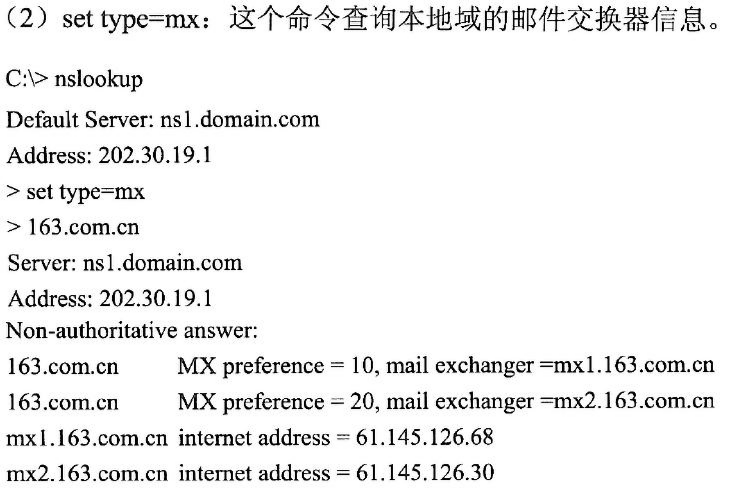 （2）set type=mx：这个命令查询本地域的邮件交换器信息。
C:\> nslookup
Default Server: ns1.domain.com
Address: 202.30.19.1
> set type=mx
> 163.com.cn
Server: ns1.domain.com
Address: 202.30.19.1
Non-authoritative answer:
163.com.cn MX preference = 10, mail exchanger =mx1.163.com.cn
163.com.cn MX preference = 20, mail exchanger =mx2.163.com.cn
mx1.163.com.cn internet address = 61.145.126.68
mx2.163.com.cn internet address = 61.145.126.30